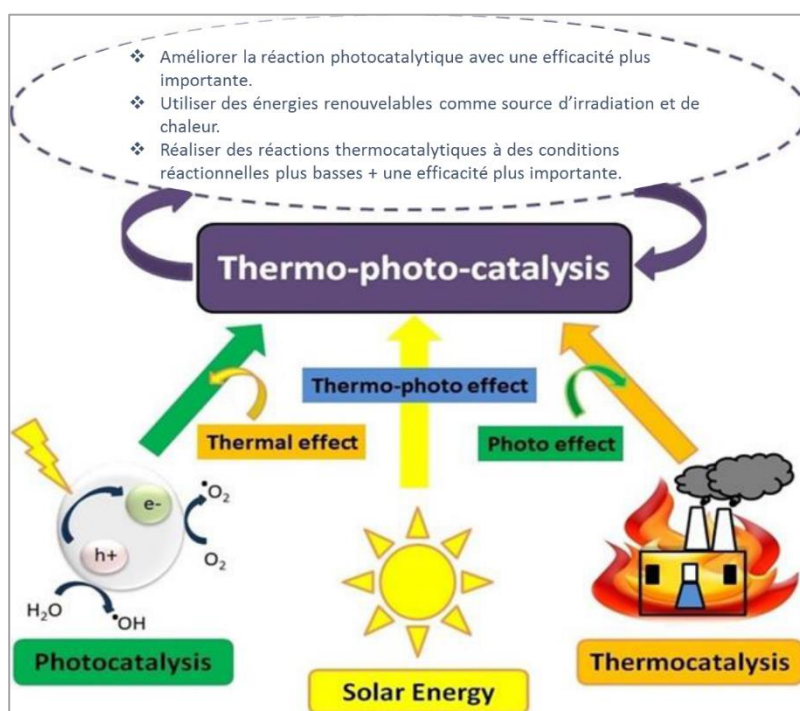 ❖ Améliorer la réaction photocatalytique avec une efficacité plus
importante.
❖ Utiliser des énergies renouvelables comme source d’irradiation et de
chaleur.
❖ Réaliser des réactions thermocatalytiques à des conditions
réactionnelles plus basses + une efficacité plus importante.
Thermo-photo-catalysis
Thermo-photo effect
Thermal effect
Photo effect
e-
•O₂
h+
O₂
H₂O
•OH
Photocatalysis
Solar Energy
Thermocatalysis